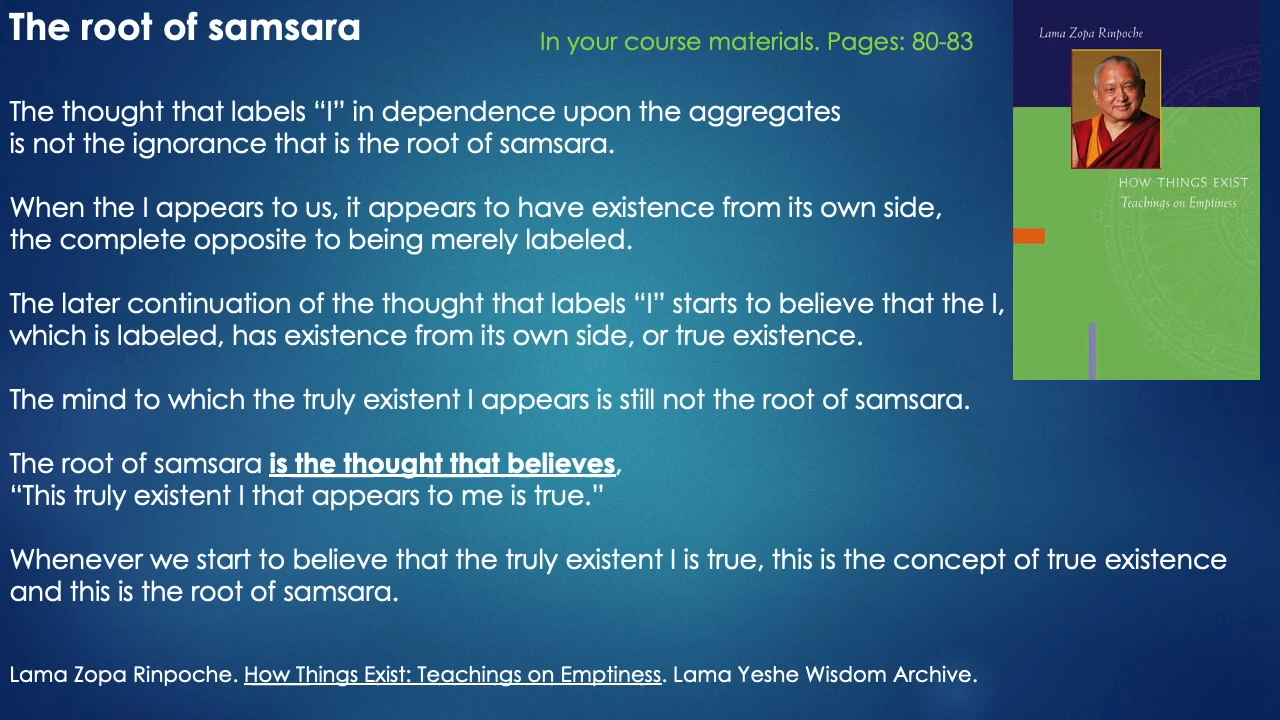 The root of samsara
In your course materials. Pages: 80-83
The thought that labels “I” in dependence upon the aggregates
is not the ignorance that is the root of samsara.
When the I appears to us, it appears to have existence from its own side,
the complete opposite to being merely labeled.
The later continuation of the thought that labels “I” starts to believe that the I,
which is labeled, has existence from its own side, or true existence.
The mind to which the truly existent I appears is still not the root of samsara.
The root of samsara is the thought that believes,
“This truly existent I that appears to me is true.”
Whenever we start to believe that the truly existent I is true, this is the concept of true existence
and this is the root of samsara.
Lama Zopa Rinpoche. How Things Exist: Teachings on Emptiness. Lama Yeshe Wisdom Archive.
Lama Zopa Rinpoche
HOW THINGS EXIST
Teachings on Emptiness